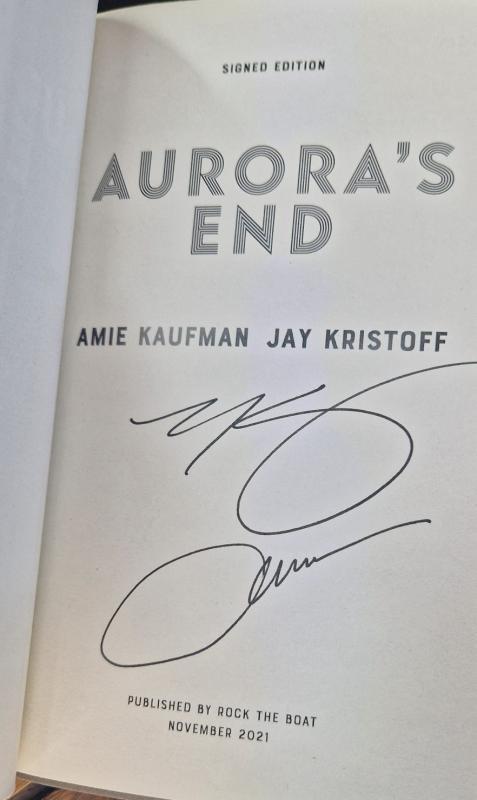 SIGNED EDITION
AURORA'S
END
AMIE KAUFMAN JAY KRISTOFF
PUBLISHED BY ROCK THE BOAT
NOVEMBER 2021